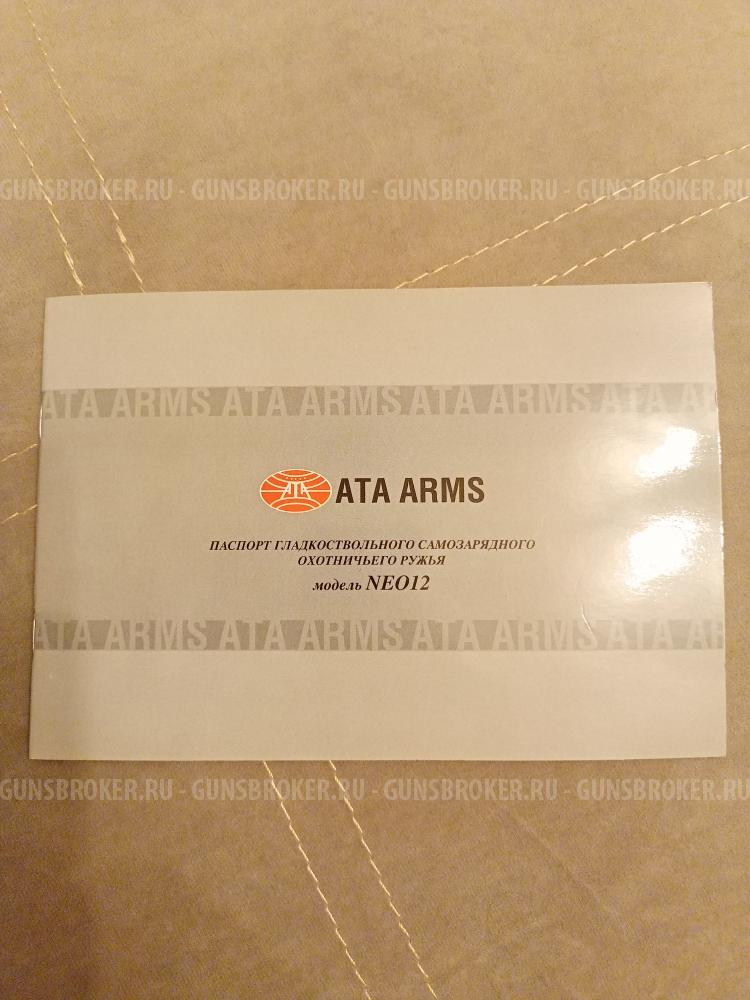 GUNSBROKER.RU - GUNSBROKER.RU - GUNSBROKER.RU - GUNSBROKER.RU
ATA ARMS ATA ARMS ATA ARMS ATA A
ATA ATA ARMS
ПАСПОРТ ГЛАДКОСТВОЛЬНОГО САМОЗАРЯДНОГО
ОХОТНИЧЬЕГО РУЖЬЯ
модель NEO12
ATA ARMS ATA ARMS ATA ARMS ATA AR
GUNSBROKER.RU - GUNSBROKER.RU - GUNSBROKER.RU - GUNSBROKER.RU